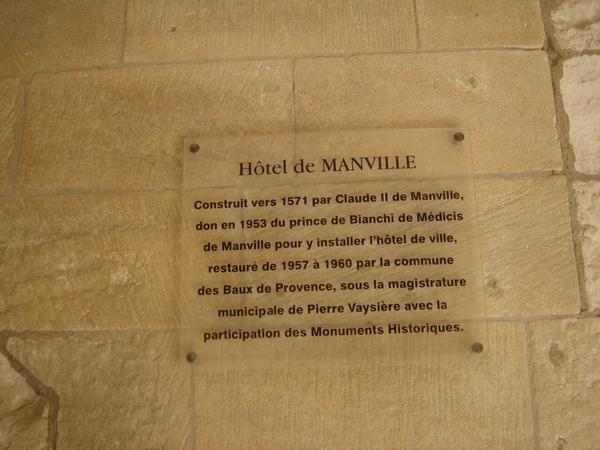 Hôtel de MANVILLE
Construit vers 1571 par Claude II de Manville,
don en 1953 du prince de Bianchi de Médicis
de Manville pour y installer l'hôtel de ville,
restauré de 1957 à 1960 par la commune
des Baux de Provence, sous la magistrature
municipale de Pierre Vaysière avec la
participation des Monuments Historiques.